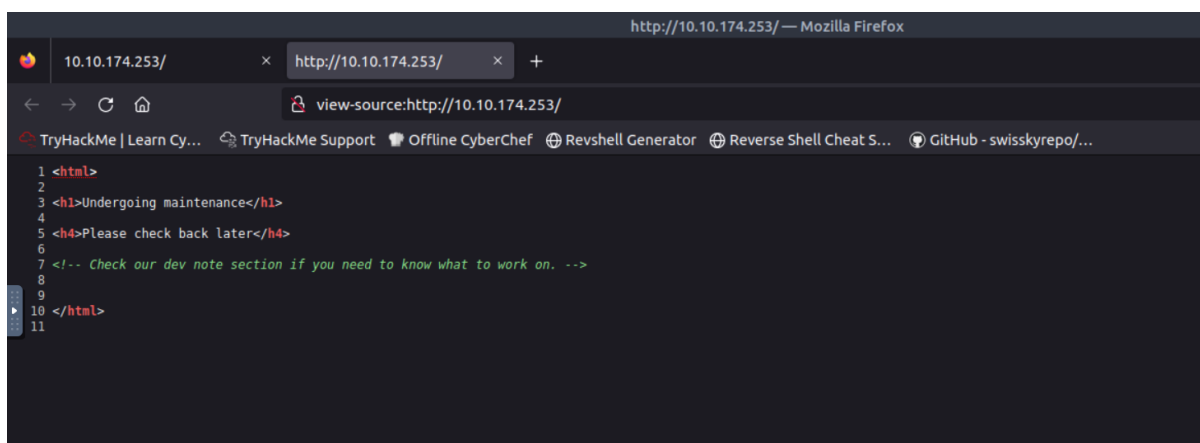 http://10.10.174.253/ — Mozilla Firefox
10.10.174.253/ × http://10.10.174.253/ × +
view-source:http://10.10.174.253/
TryHackMe | Learn Cy... TryHackMe Support Offline CyberChef Revshell Generator Reverse Shell Cheat S... GitHub - swisskyrepo/...
1 <html>
2
3 <h1>Undergoing maintenance</h1>
4
5 <h4>Please check back later</h4>
6
7 <!-- Check our dev note section if you need to know what to work on. -->
8
9
10 </html>
11